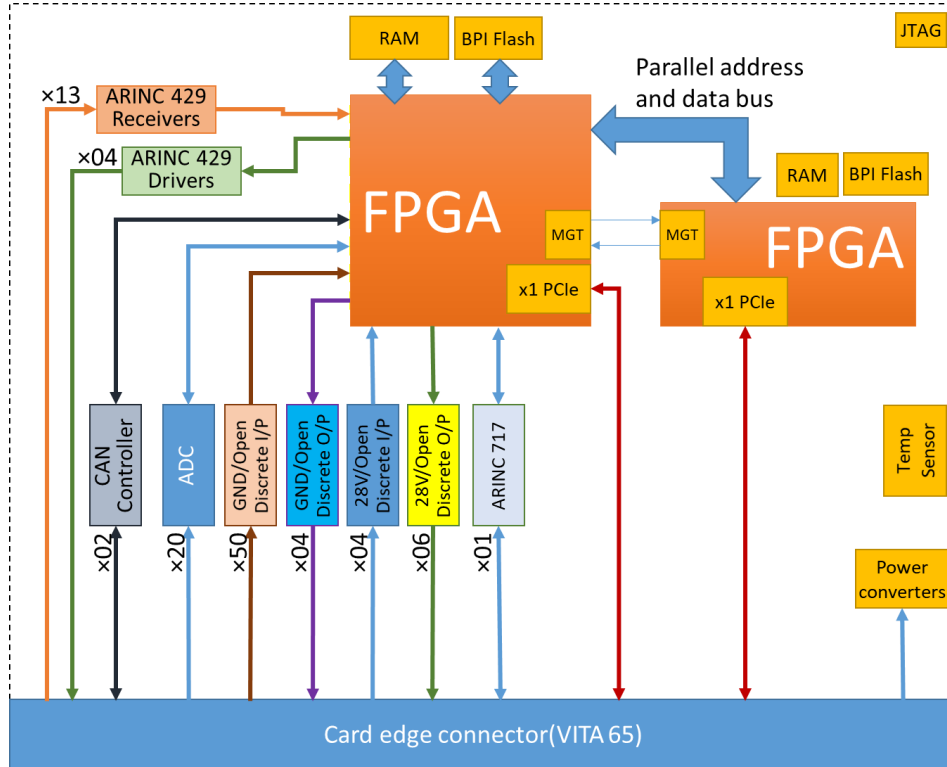 RAM
BPI Flash
JTAG
Parallel address
and data bus
×13
ARINC 429
Receivers
×04
ARINC 429
Drivers
RAM
BPI Flash
FPGA
MGT
MGT
FPGA
x1 PCIe
x1 PCIe
CAN
Controller
ADC
GND/Open
Discrete I/P
GND/Open
Discrete O/P
28V/Open
Discrete I/P
28V/Open
Discrete O/P
ARINC 717
Temp
Sensor
×02
×20
×50
×04
×04
×06
×01
Power
converters
Card edge connector(VITA 65)